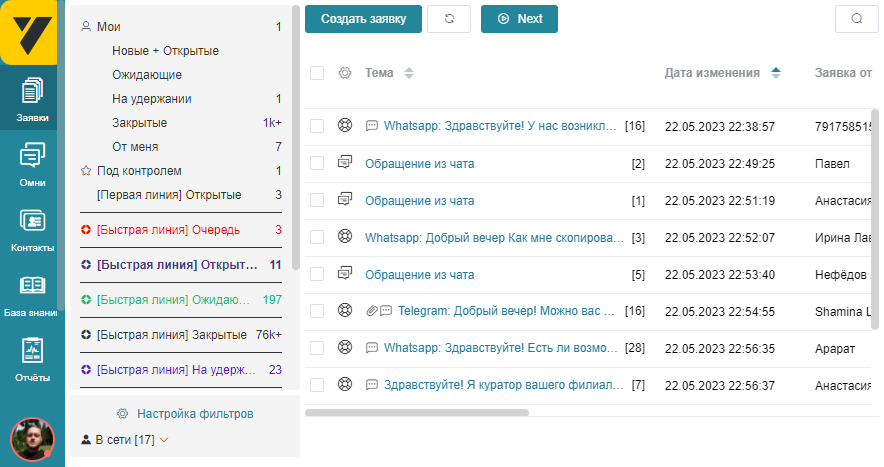 Заявки
Омни
Контакты
База знаний
Отчёты
Мои 1
Новые + Открытые
Ожидающие
На удержании 1
Закрытые 1k+
От меня 7
Под контролем 1
[Первая линия] Открытые 3
[Быстрая линия] Очередь 3
[Быстрая линия] Открыт… 11
[Быстрая линия] Ожидаю… 197
[Быстрая линия] Закрытые 76k+
[Быстрая линия] На удерж… 23
Настройка фильтров
В сети [17]
Создать заявку Next
Тема Дата изменения Заявка от
Whatsapp: Здравствуйте! У нас возникл… [16] 22.05.2023 22:38:57 791758515
Обращение из чата [2] 22.05.2023 22:49:25 Павел
Обращение из чата [1] 22.05.2023 22:51:19 Анастасия
Whatsapp: Добрый вечер Как мне скопирова… [3] 22.05.2023 22:52:07 Ирина Лав
Обращение из чата [5] 22.05.2023 22:53:40 Нефёдов
Telegram: Добрый вечер! Можно вас … [16] 22.05.2023 22:54:55 Shamina L
Whatsapp: Здравствуйте! Есть ли возмо… [28] 22.05.2023 22:56:35 Арарат
Здравствуйте! Я куратор вашего филиал… [7] 22.05.2023 22:56:37 Анастасия